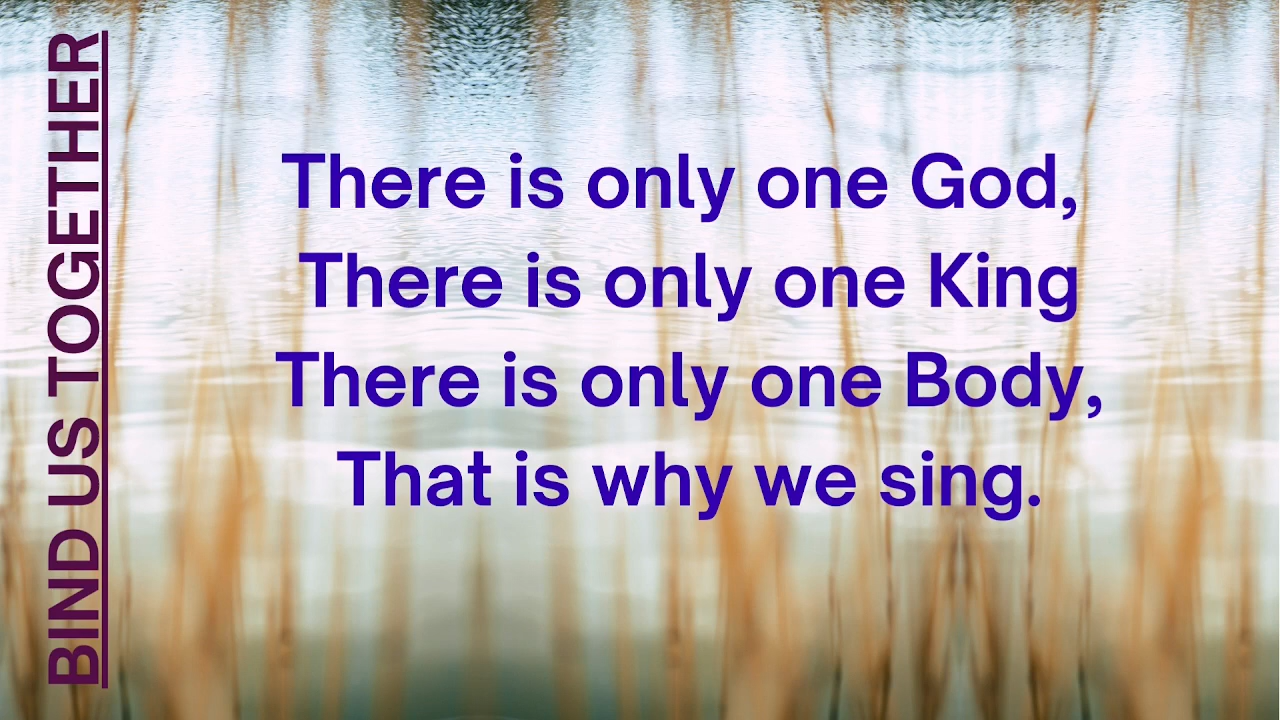 BIND US TOGETHER
There is only one God,
There is only one King
There is only one Body,
That is why we sing.